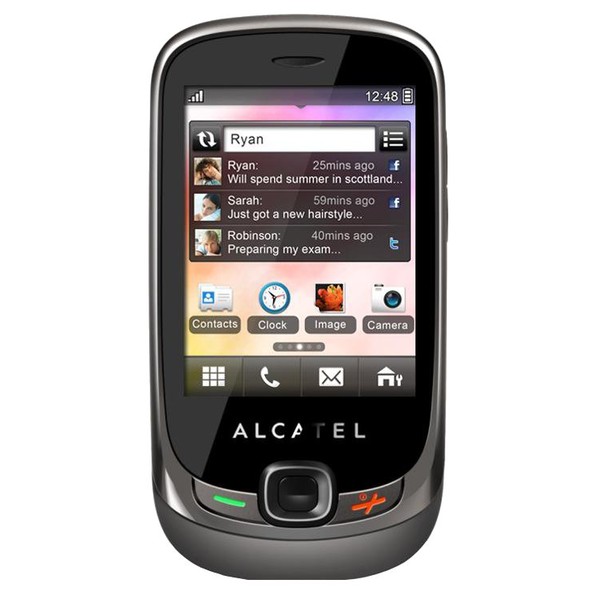 12:48
Ryan
Ryan: 25mins ago f
Will spend summer in scottland...
Sarah: 59mins ago f
Just got a new hairstyle...
Robinson: 40mins ago t
Preparing my exam...
Contacts Clock Image Camera
ALCATEL